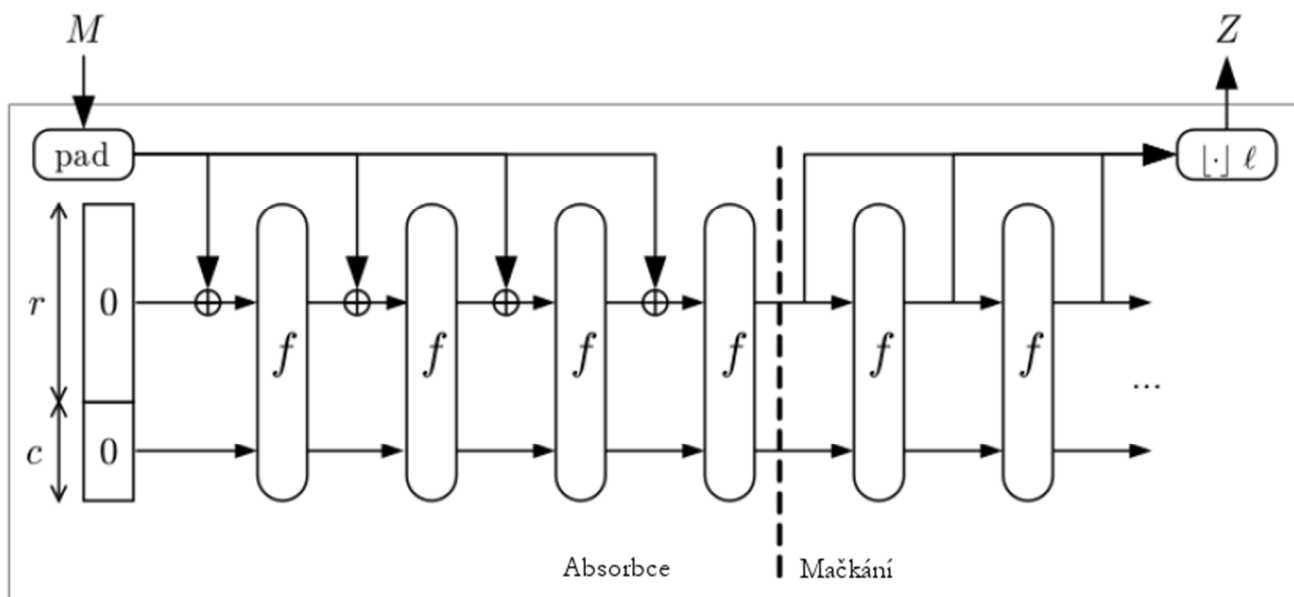 M Z
pad ⌊·⌋ ℓ
r 0 ⊕ ⊕ ⊕ ⊕
f f f f f f
...
c 0
Absorbce Mačkání